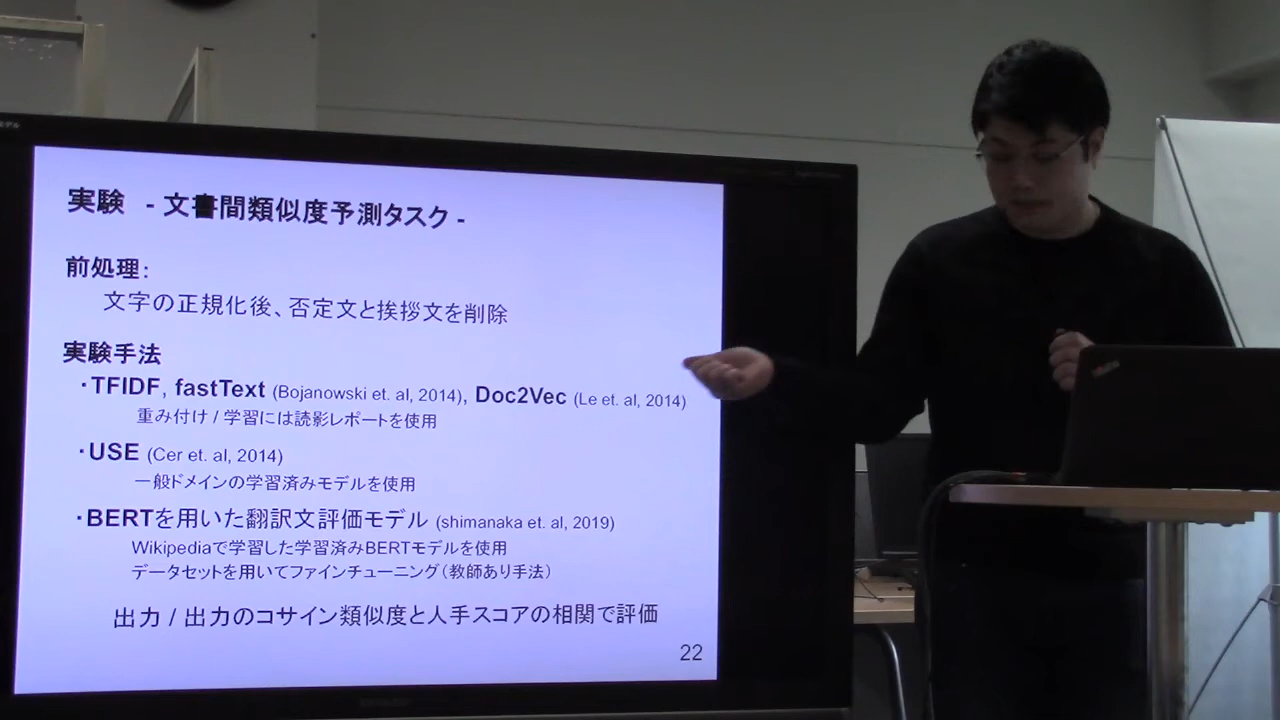 実験 - 文書間類似度予測タスク -
前処理:
文字の正規化後、否定文と挨拶文を削除
実験手法
・TFIDF, fastText (Bojanowski et. al, 2014), Doc2Vec (Le et. al, 2014)
重み付け / 学習には読影レポートを使用
・USE (Cer et. al, 2014)
一般ドメインの学習済みモデルを使用
・BERTを用いた翻訳文評価モデル (shimanaka et. al, 2019)
Wikipediaで学習した学習済みBERTモデルを使用
データセットを用いてファインチューニング(教師あり手法)
出力 / 出力のコサイン類似度と人手スコアの相関で評価
22